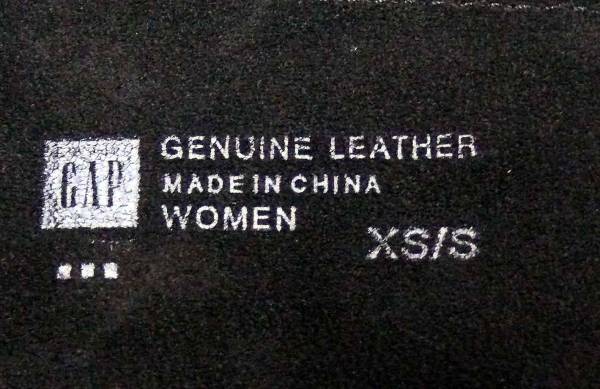 GAP
GENUINE LEATHER
MADE IN CHINA
WOMEN
XS/S